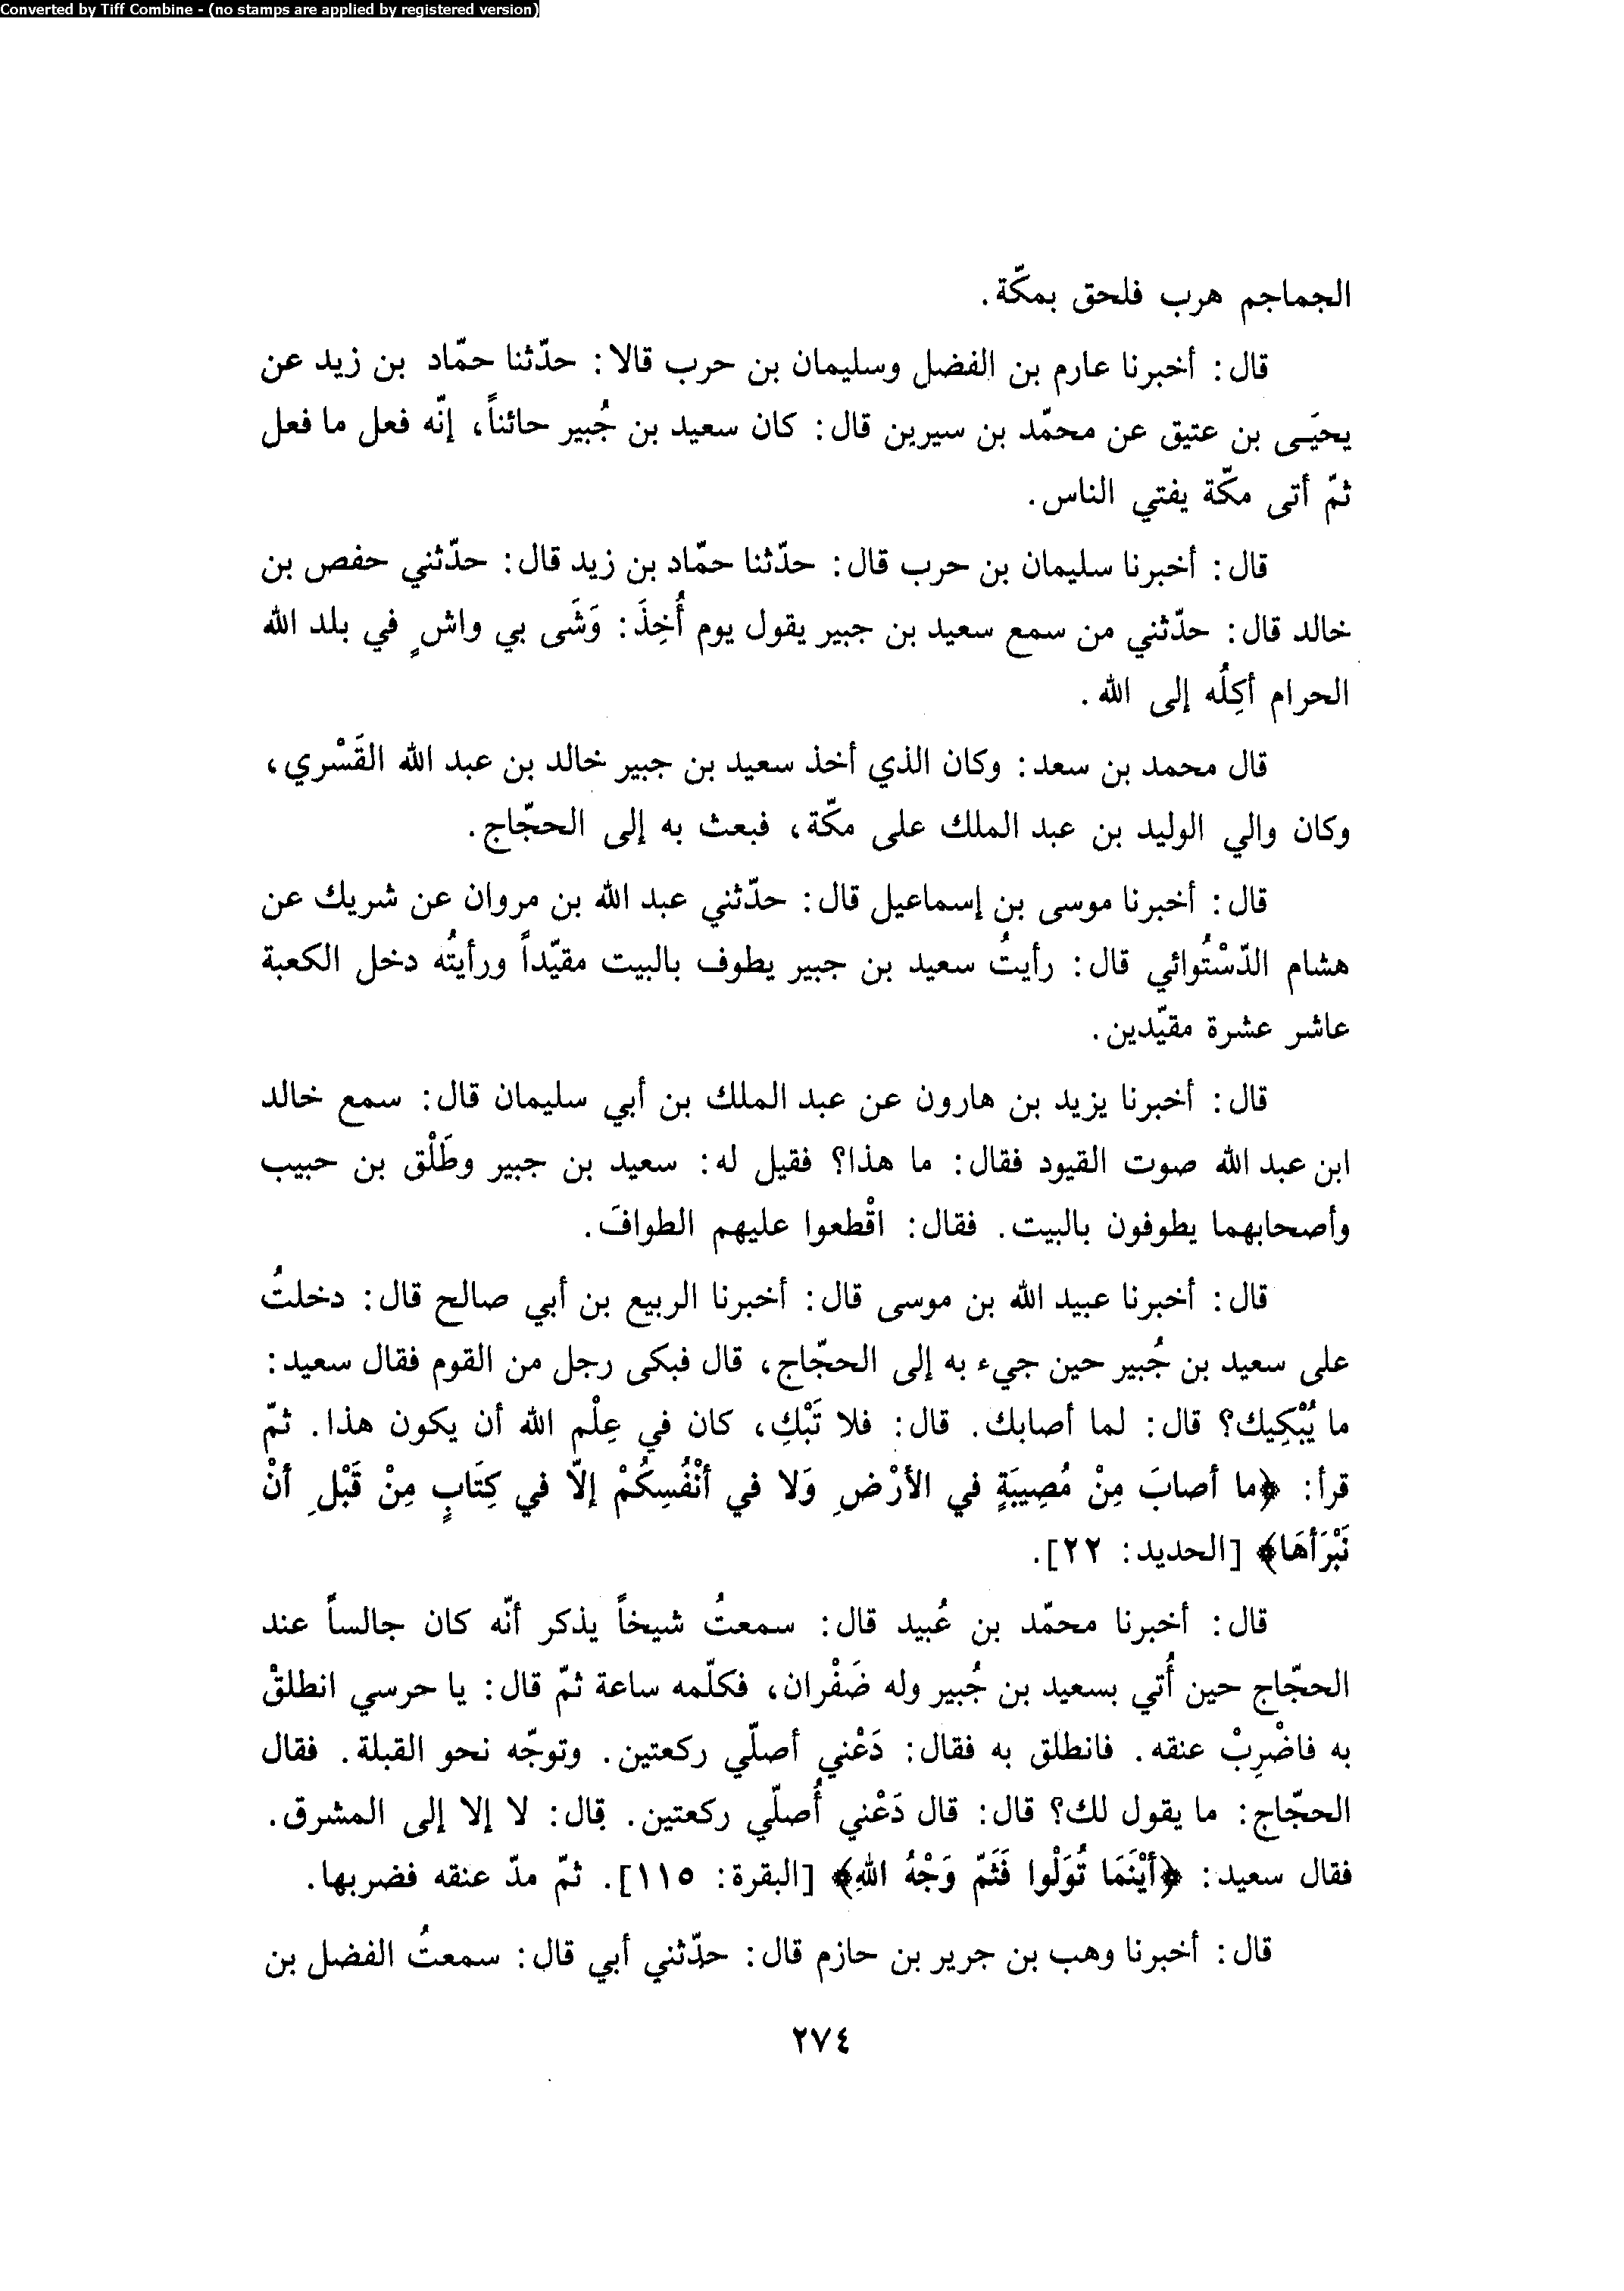 Converted by Tiff Combine - (no stamps are applied by registered version)
الجماجم هرب فلحق بمكّة.
قال: أخبرنا عارم بن الفضل وسليمان بن حرب قالا: حدّثنا حمّاد بن زيد عن
يحيَى بن عتيق عن محمّد بن سيرين قال: كان سعيد بن جُبير حائناً، إنّه فعل ما فعل
ثمّ أتى مكّة يفتي الناس.
قال: أخبرنا سليمان بن حرب قال: حدّثنا حمّاد بن زيد قال: حدّثني حفص بن
خالد قال: حدّثني من سمع سعيد بن جبير يقول يوم أُخِذَ: وَشَى بي واشٍ في بلد الله
الحرام أكِلُه إلى الله.
قال محمد بن سعد: وكان الذي أخذ سعيد بن جبير خالد بن عبد الله القَسْري،
وكان والي الوليد بن عبد الملك على مكّة، فبعث به إلى الحجّاج.
قال: أخبرنا موسى بن إسماعيل قال: حدّثني عبد الله بن مروان عن شريك عن
هشام الدّسْتُوائي قال: رأيتُ سعيد بن جبير يطوف بالبيت مقيّداً ورأيتُه دخل الكعبة
عاشر عشرة مقيّدين.
قال: أخبرنا يزيد بن هارون عن عبد الملك بن أبي سليمان قال: سمع خالد
ابن عبد الله صوت القيود فقال: ما هذا؟ فقيل له: سعيد بن جبير وطَلْق بن حبيب
وأصحابهما يطوفون بالبيت. فقال: اقْطعوا عليهم الطوافَ.
قال: أخبرنا عبيد الله بن موسى قال: أخبرنا الربيع بن أبي صالح قال: دخلتُ
على سعيد بن جُبير حين جيء به إلى الحجّاج، قال فبكى رجل من القوم فقال سعيد:
ما يُبْكِيك؟ قال: لما أصابك. قال: فلا تَبْكِ، كان في عِلْم الله أن يكون هذا. ثمّ
قرأ: ﴿ما أصابَ مِنْ مُصِيبَةٍ في الأرْضِ وَلا في أنْفُسِكُمْ إلاّ في كِتَابٍ مِنْ قَبْلِ أنْ
نَبْرَأهَا﴾ [الحديد: ٢٢].
قال: أخبرنا محمّد بن عُبيد قال: سمعتُ شيخاً يذكر أنّه كان جالساً عند
الحجّاج حين أُتي بسعيد بن جُبير وله ضَفْران، فكلّمه ساعة ثمّ قال: يا حرسي انطلقْ
به فاضْرِبْ عنقه. فانطلق به فقال: دَعْني أصلّي ركعتين. وتوجّه نحو القبلة. فقال
الحجّاج: ما يقول لك؟ قال: قال دَعْني أُصلّي ركعتين. قال: لا إلا إلى المشرق.
فقال سعيد: ﴿أيْنَمَا تُوَلْوا فَثَمّ وَجْهُ اللهِ﴾ [البقرة: ١١٥]. ثمّ مدّ عنقه فضربها.
قال: أخبرنا وهب بن جرير بن حازم قال: حدّثني أبي قال: سمعتُ الفضل بن
٢٧٤